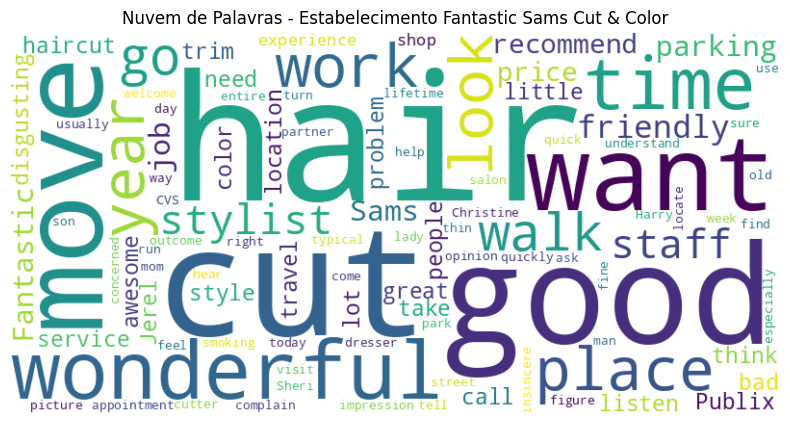 Nuvem de Palavras - Estabelecimento Fantastic Sams Cut & Color
haircut
go
trim
experience
shop
recommend
parking
need
work
look
price
time
use
disgusting
welcome
entire
turn
lifetime
little
move
year
day
job
hair
partner
problem
friendly
sure
usually
color
location
help
quick
understand
way
want
salon
old
CVS
Fantastic
son
stylist
Sams
people
Christine
Harry
locate
week
find
walk
concerned
run
outcome
right
typical
lady
thin
opinion
quickly
ask
staff
awesome
mom
hear
travel
come
fine
especially
Jerel
style
cut
lot
great
take
good
man
service
feel
smoking
today
dresser
park
wonderful
visit
Sheri
street
insincere
place
think
bad
picture
appointment
cutter
complain
impression
tell
call
figure
listen
Publix